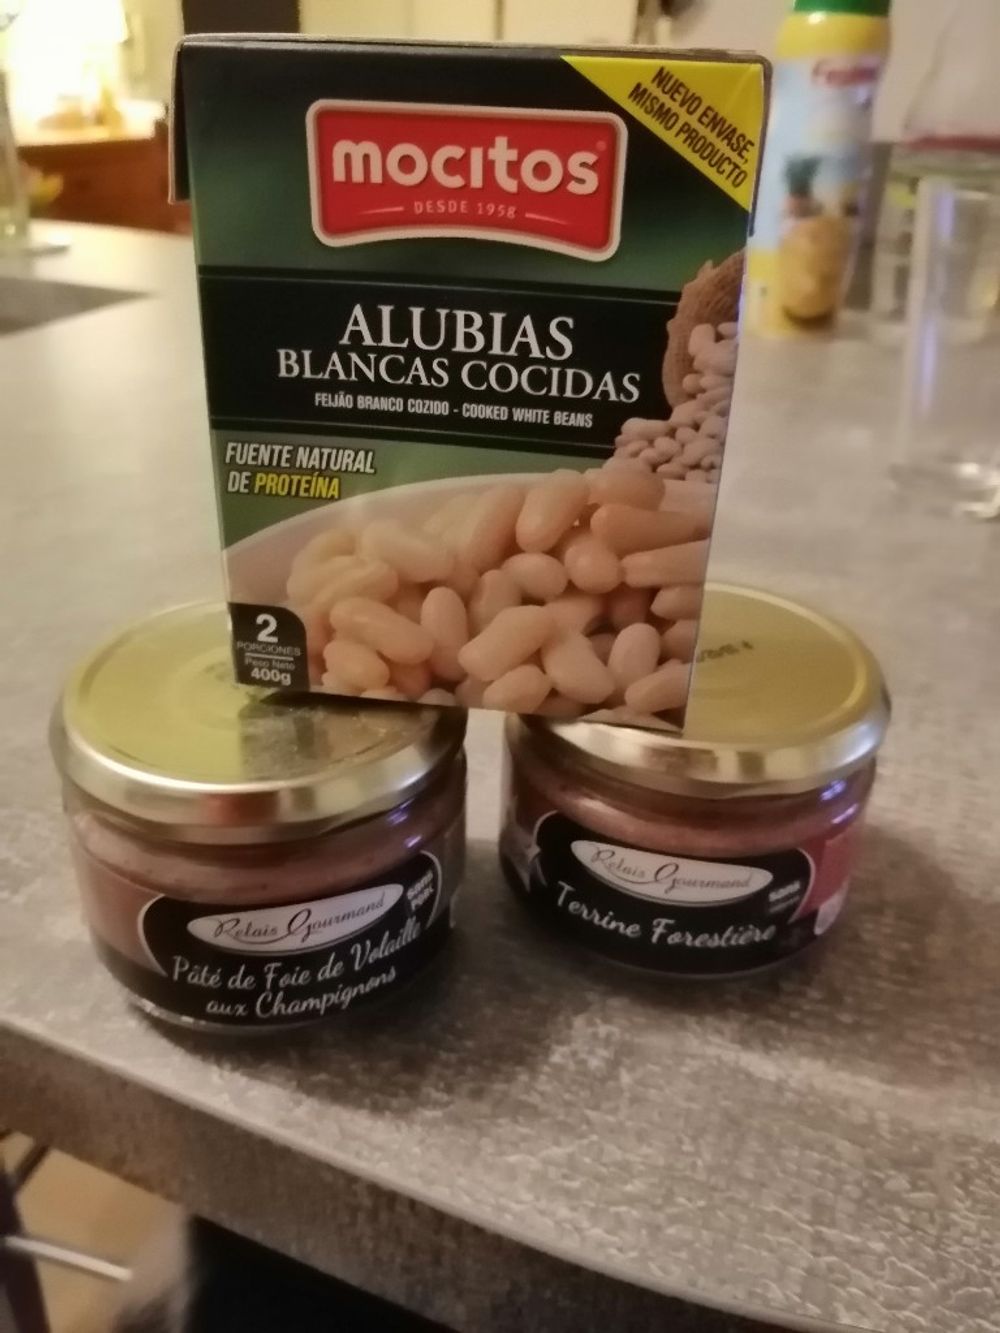 NUEVO ENVASE,
MISMO PRODUCTO
mocitos
DESDE 1958
ALUBIAS
BLANCAS COCIDAS
FEIJÃO BRANCO COZIDO - COOKED WHITE BEANS
FUENTE NATURAL
DE PROTEÍNA
2
PORCIONES
Peso Neto
400g
Relais Gourmand
Pâté de Foie de Volaille
aux Champignons
Relais Gourmand
Terrine Forestière